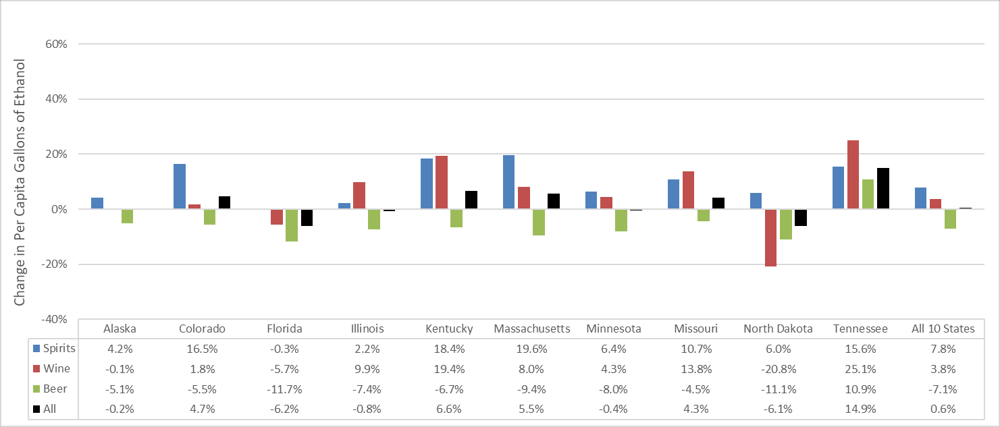 Change in Per Capita Gallons of Ethanol
60%
40%
20%
0%
-20%
-40%
Alaska Colorado Florida Illinois Kentucky Massachusetts Minnesota Missouri North Dakota Tennessee All 10 States
Spirits 4.2% 16.5% -0.3% 2.2% 18.4% 19.6% 6.4% 10.7% 6.0% 15.6% 7.8%
Wine -0.1% 1.8% -5.7% 9.9% 19.4% 8.0% 4.3% 13.8% -20.8% 25.1% 3.8%
Beer -5.1% -5.5% -11.7% -7.4% -6.7% -9.4% -8.0% -4.5% -11.1% 10.9% -7.1%
All -0.2% 4.7% -6.2% -0.8% 6.6% 5.5% -0.4% 4.3% -6.1% 14.9% 0.6%